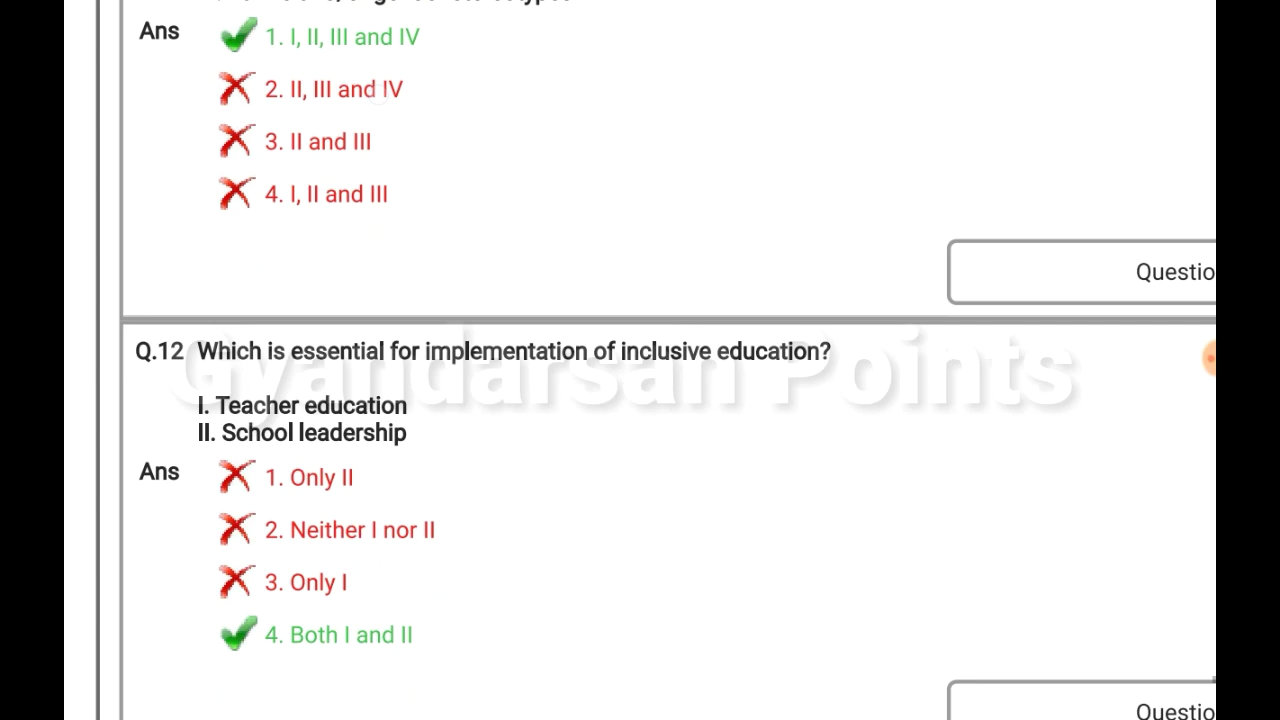 Ans
1. I, II, III and IV
2. II, III and IV
3. II and III
4. I, II and III
Questio
Q.12 Which is essential for implementation of inclusive education?
Gyandarsan Points
I. Teacher education
II. School leadership
Ans
1. Only II
2. Neither I nor II
3. Only I
4. Both I and II
Questio